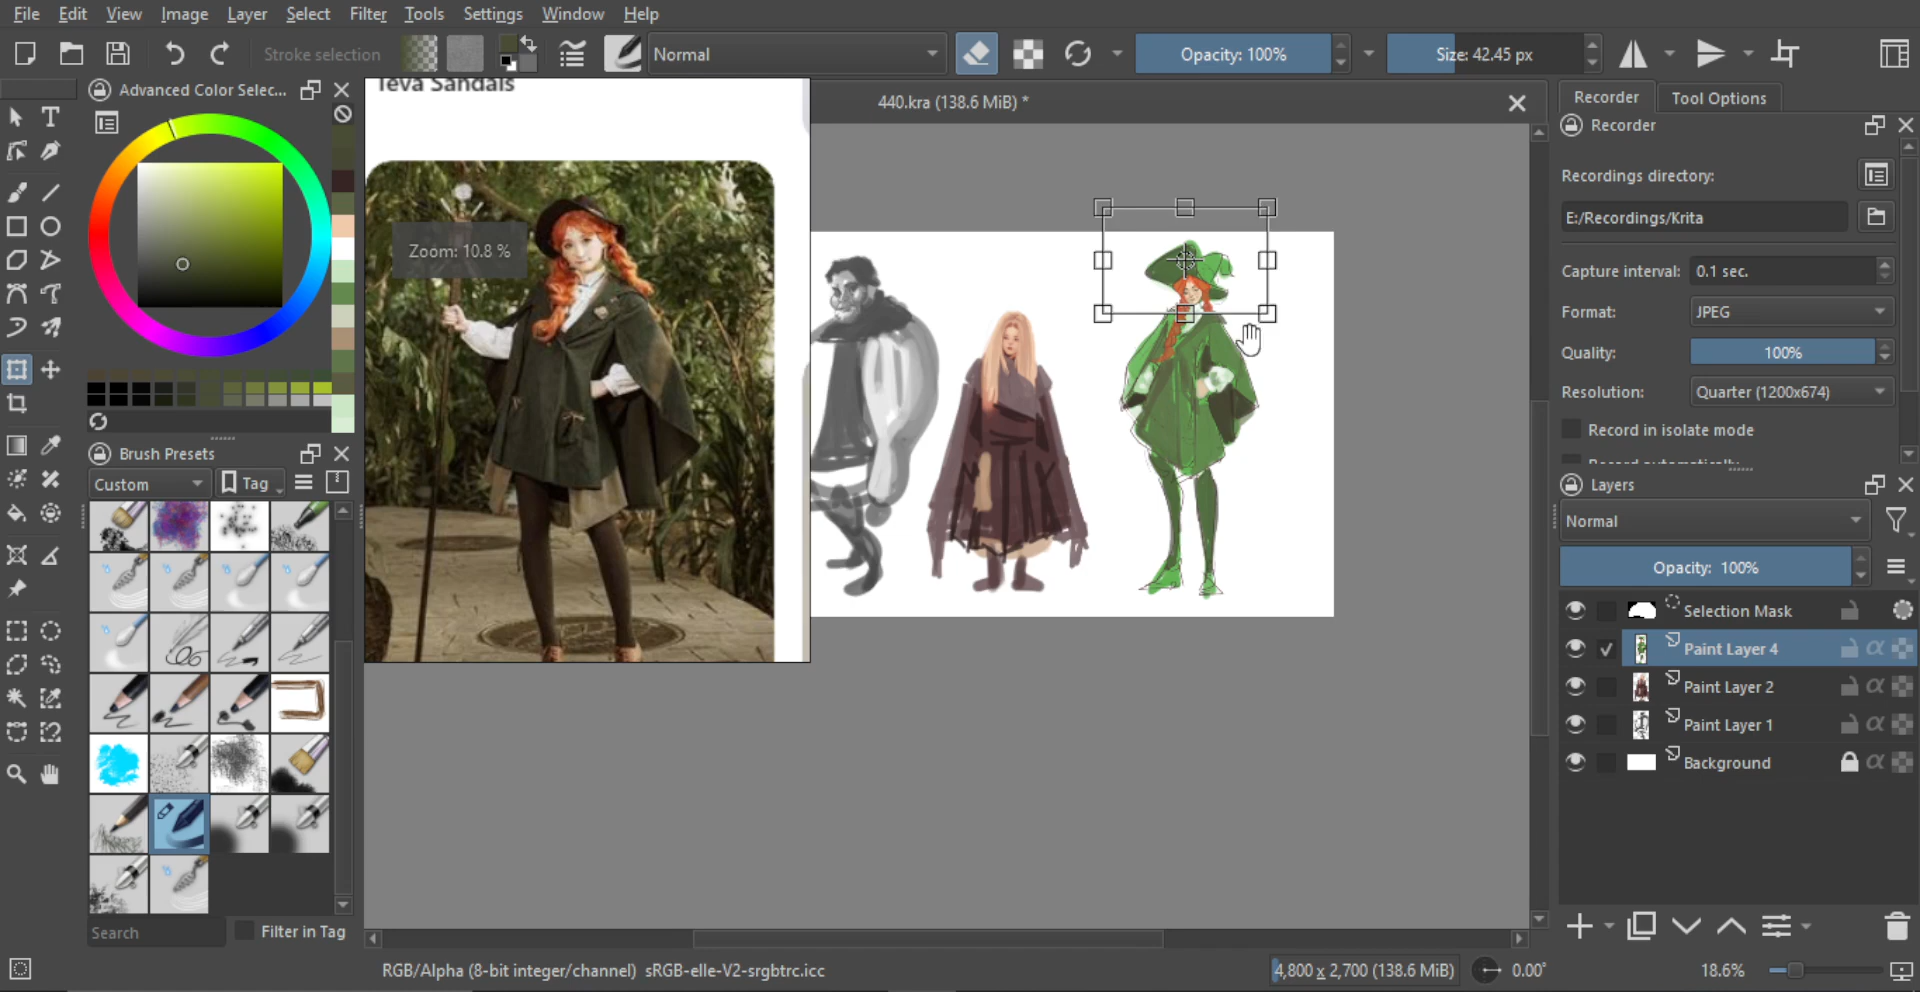 File Edit View Image Layer Select Filter Tools Settings Window Help
Stroke selection
Normal
Opacity: 100%
Size: 42.45 px
Advanced Color Selec...
Teva Sandals
440.kra (138.6 MiB) *
Recorder
Tool Options
Recorder
Recordings directory:
E:/Recordings/Krita
Capture interval: 0.1 sec.
Format: JPEG
Quality: 100%
Resolution: Quarter (1200x674)
Record in isolate mode
Record automatically
Zoom: 10.8 %
Brush Presets
Custom
Tag
Layers
Normal
Opacity: 100%
Selection Mask
Paint Layer 4
Paint Layer 2
Paint Layer 1
Background
Search
Filter in Tag
RGB/Alpha (8-bit integer/channel) sRGB-elle-V2-srgbtrc.icc
4,800 x 2,700 (138.6 MiB)
0.00°
18.6%